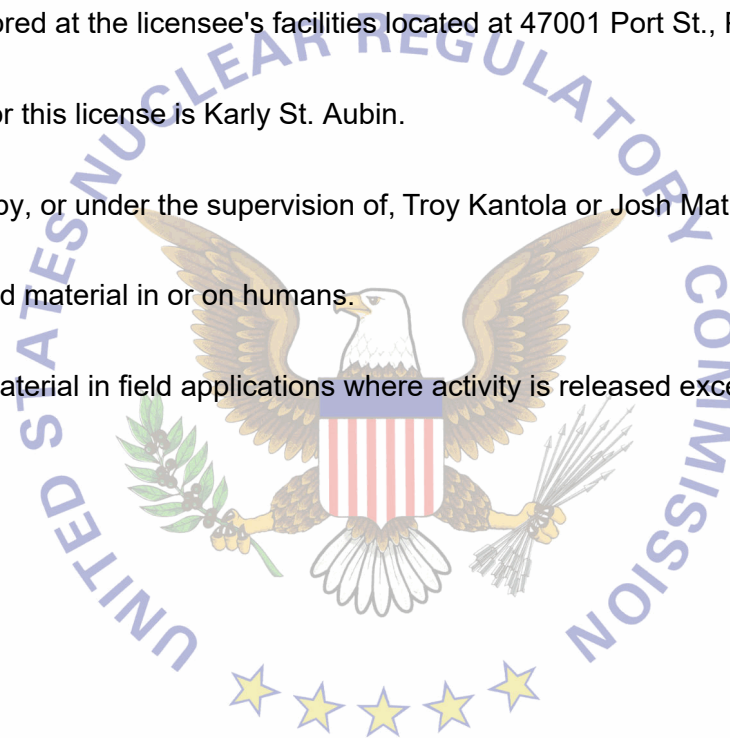 ored at the licensee's facilities located at 47001 Port St.,
or this license is Karly St. Aubin.
by, or under the supervision of, Troy Kantola or Josh Mat
d material in or on humans.
aterial in field applications where activity is released exce
UNITED STATES NUCLEAR REGULATORY COMMISSION